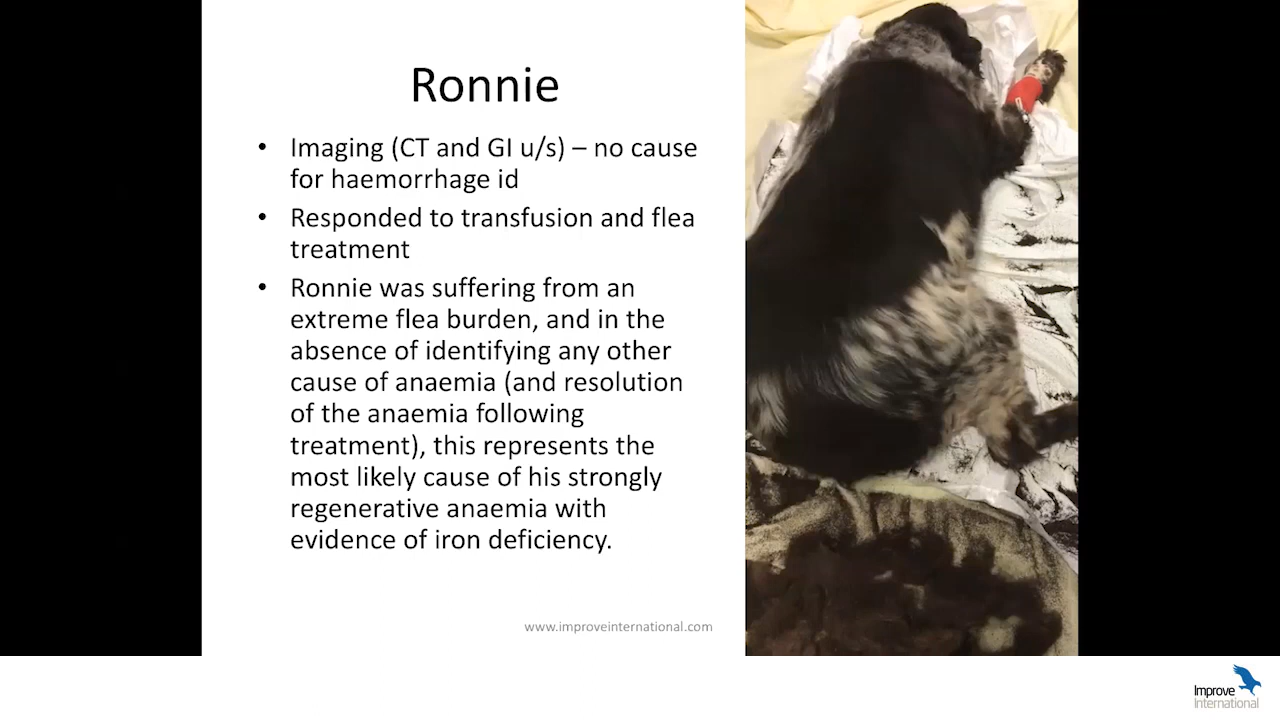 Ronnie
• Imaging (CT and GI u/s) – no cause
for haemorrhage id
• Responded to transfusion and flea
treatment
• Ronnie was suffering from an
extreme flea burden, and in the
absence of identifying any other
cause of anaemia (and resolution
of the anaemia following
treatment), this represents the
most likely cause of his strongly
regenerative anaemia with
evidence of iron deficiency.
www.improveinternational.com
Improve
International